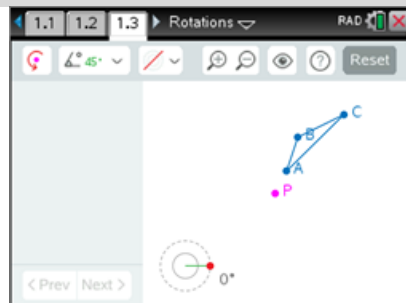 1.1 1.2 1.3 Rotations RAD
45° ? Reset
C
B
A
P
0°
< Prev Next >